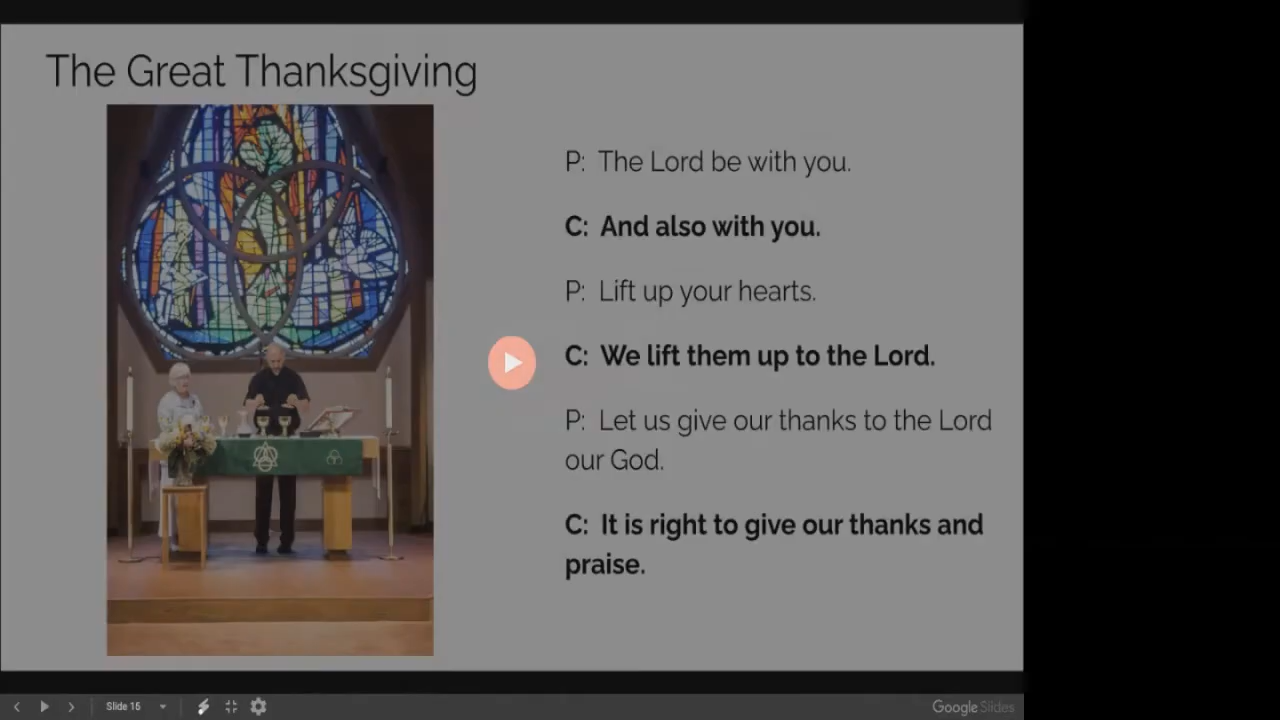 The Great Thanksgiving
P: The Lord be with you.
C: And also with you.
P: Lift up your hearts.
C: We lift them up to the Lord.
P: Let us give our thanks to the Lord
our God.
C: It is right to give our thanks and
praise.
Slide 16
Google Slides